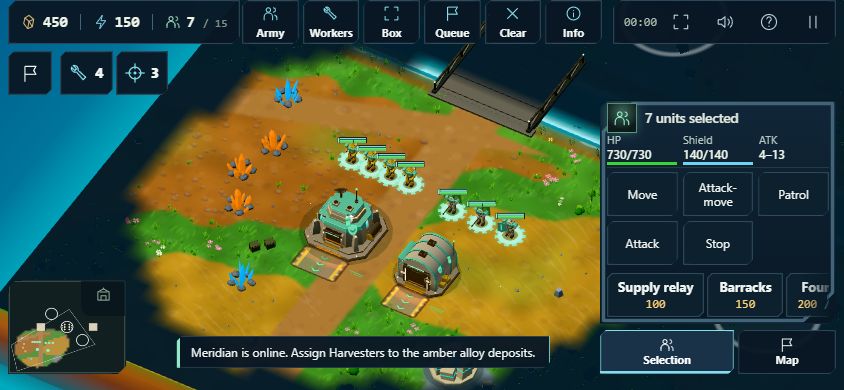 450
150
7 / 15
Army
Workers
Box
Queue
Clear
Info
00:00
4
3
7 units selected
HP
Shield
ATK
730/730
140/140
4–13
Move
Attack-
move
Patrol
Attack
Stop
Supply relay
100
Barracks
150
Four
200 /
Meridian is online. Assign Harvesters to the amber alloy deposits.
Selection
Map